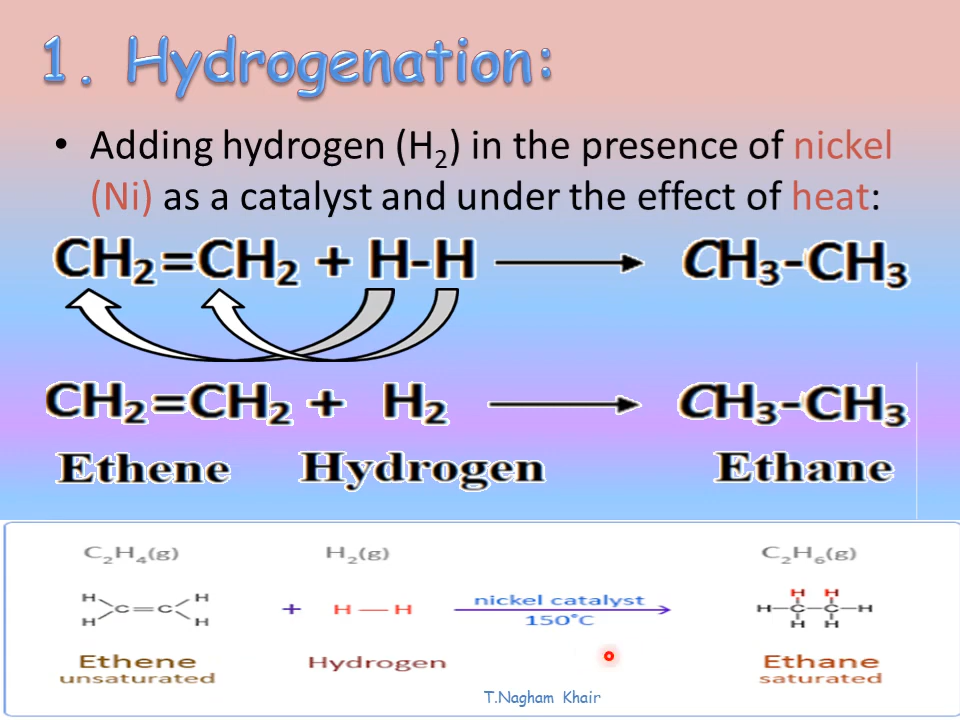 1. Hydrogenation:
• Adding hydrogen (H₂) in the presence of nickel
(Ni) as a catalyst and under the effect of heat:
CH₂=CH₂ + H-H ⟶ CH₃-CH₃
CH₂=CH₂ + H₂ ⟶ CH₃-CH₃
Ethene Hydrogen Ethane
C₂H₄(g) H₂(g) C₂H₆(g)
H H H H
nickel catalyst
C=C + H—H ⟶ H—C—C—H
150°C
H H H H
Ethene Hydrogen Ethane
unsaturated saturated
T.Nagham Khair